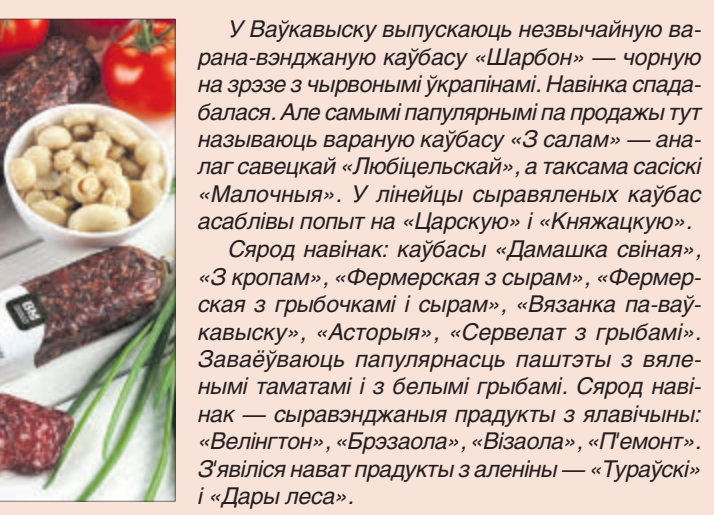 У Ваўкавыску выпускаюць незвычайную ва-
рана-вэнджаную каўбасу «Шарбон» — чорную
на зрэзе з чырвонымі ўкрапінамі. Навінка спада-
балася. Але самымі папулярнымі па продажы тут
называюць вараную каўбасу «З салам» — ана-
лаг савецкай «Любіцельскай», а таксама сасіскі
«Малочныя». У лінейцы сыравяленых каўбас
асаблівы попыт на «Царскую» і «Княжацкую».
Сярод навінак: каўбасы «Дамашка свіная»,
«З кропам», «Фермерская з сырам», «Фермер-
ская з грыбочкамі і сырам», «Вязанка па-ваў-
кавыску», «Асторыя», «Сервелат з грыбамі».
Заваёўваюць папулярнасць паштэты з вяле-
нымі таматамі і з белымі грыбамі. Сярод наві-
нак — сыравэнджаныя прадукты з ялавічыны:
«Велінгтон», «Брэзаола», «Візаола», «П'емонт».
З'явіліся нават прадукты з аленіны — «Тураўскі»
і «Дары леса».